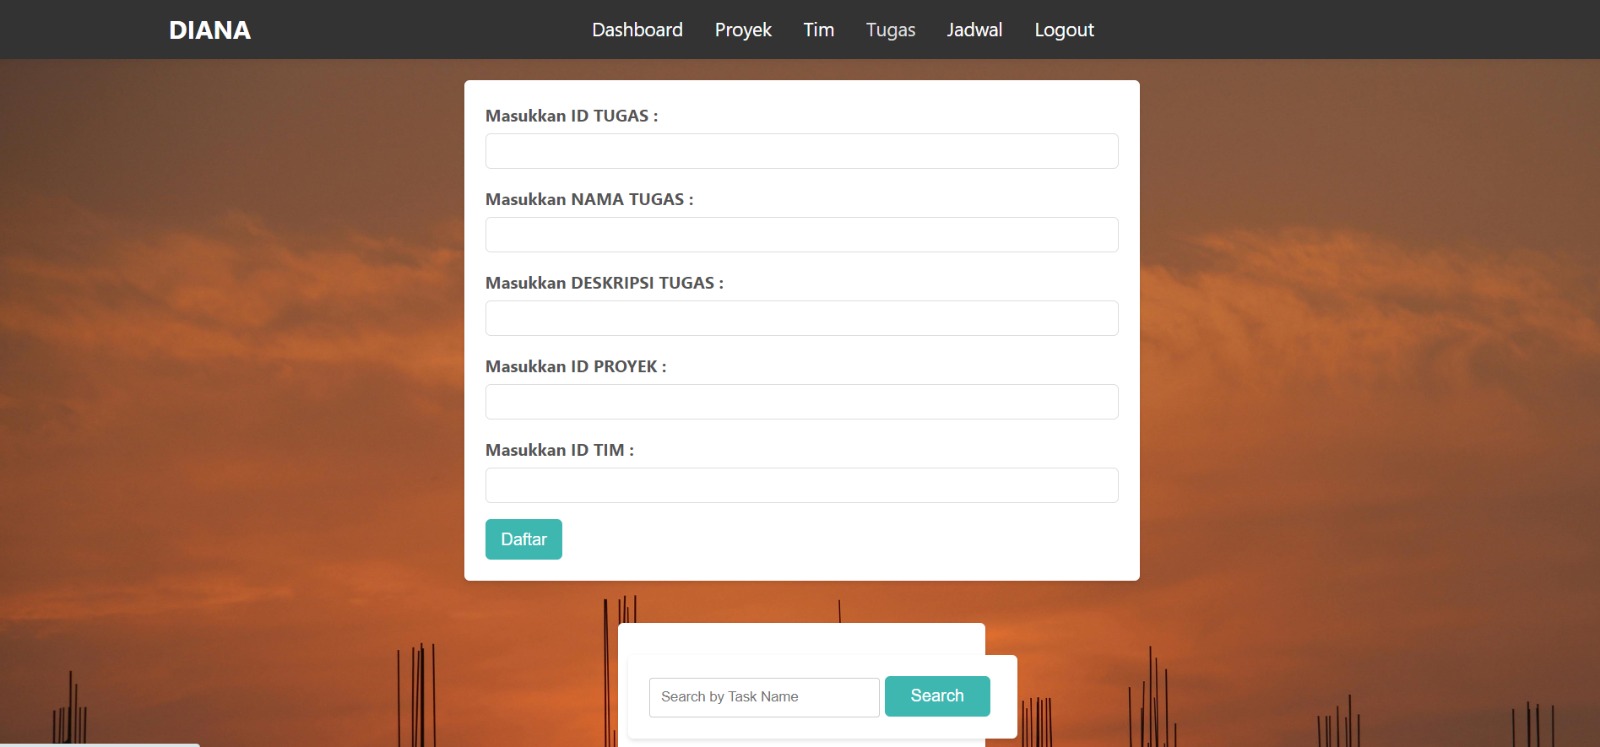 DIANA
Dashboard Proyek Tim Tugas Jadwal Logout
Masukkan ID TUGAS :
Masukkan NAMA TUGAS :
Masukkan DESKRIPSI TUGAS :
Masukkan ID PROYEK :
Masukkan ID TIM :
Daftar
Search by Task Name Search